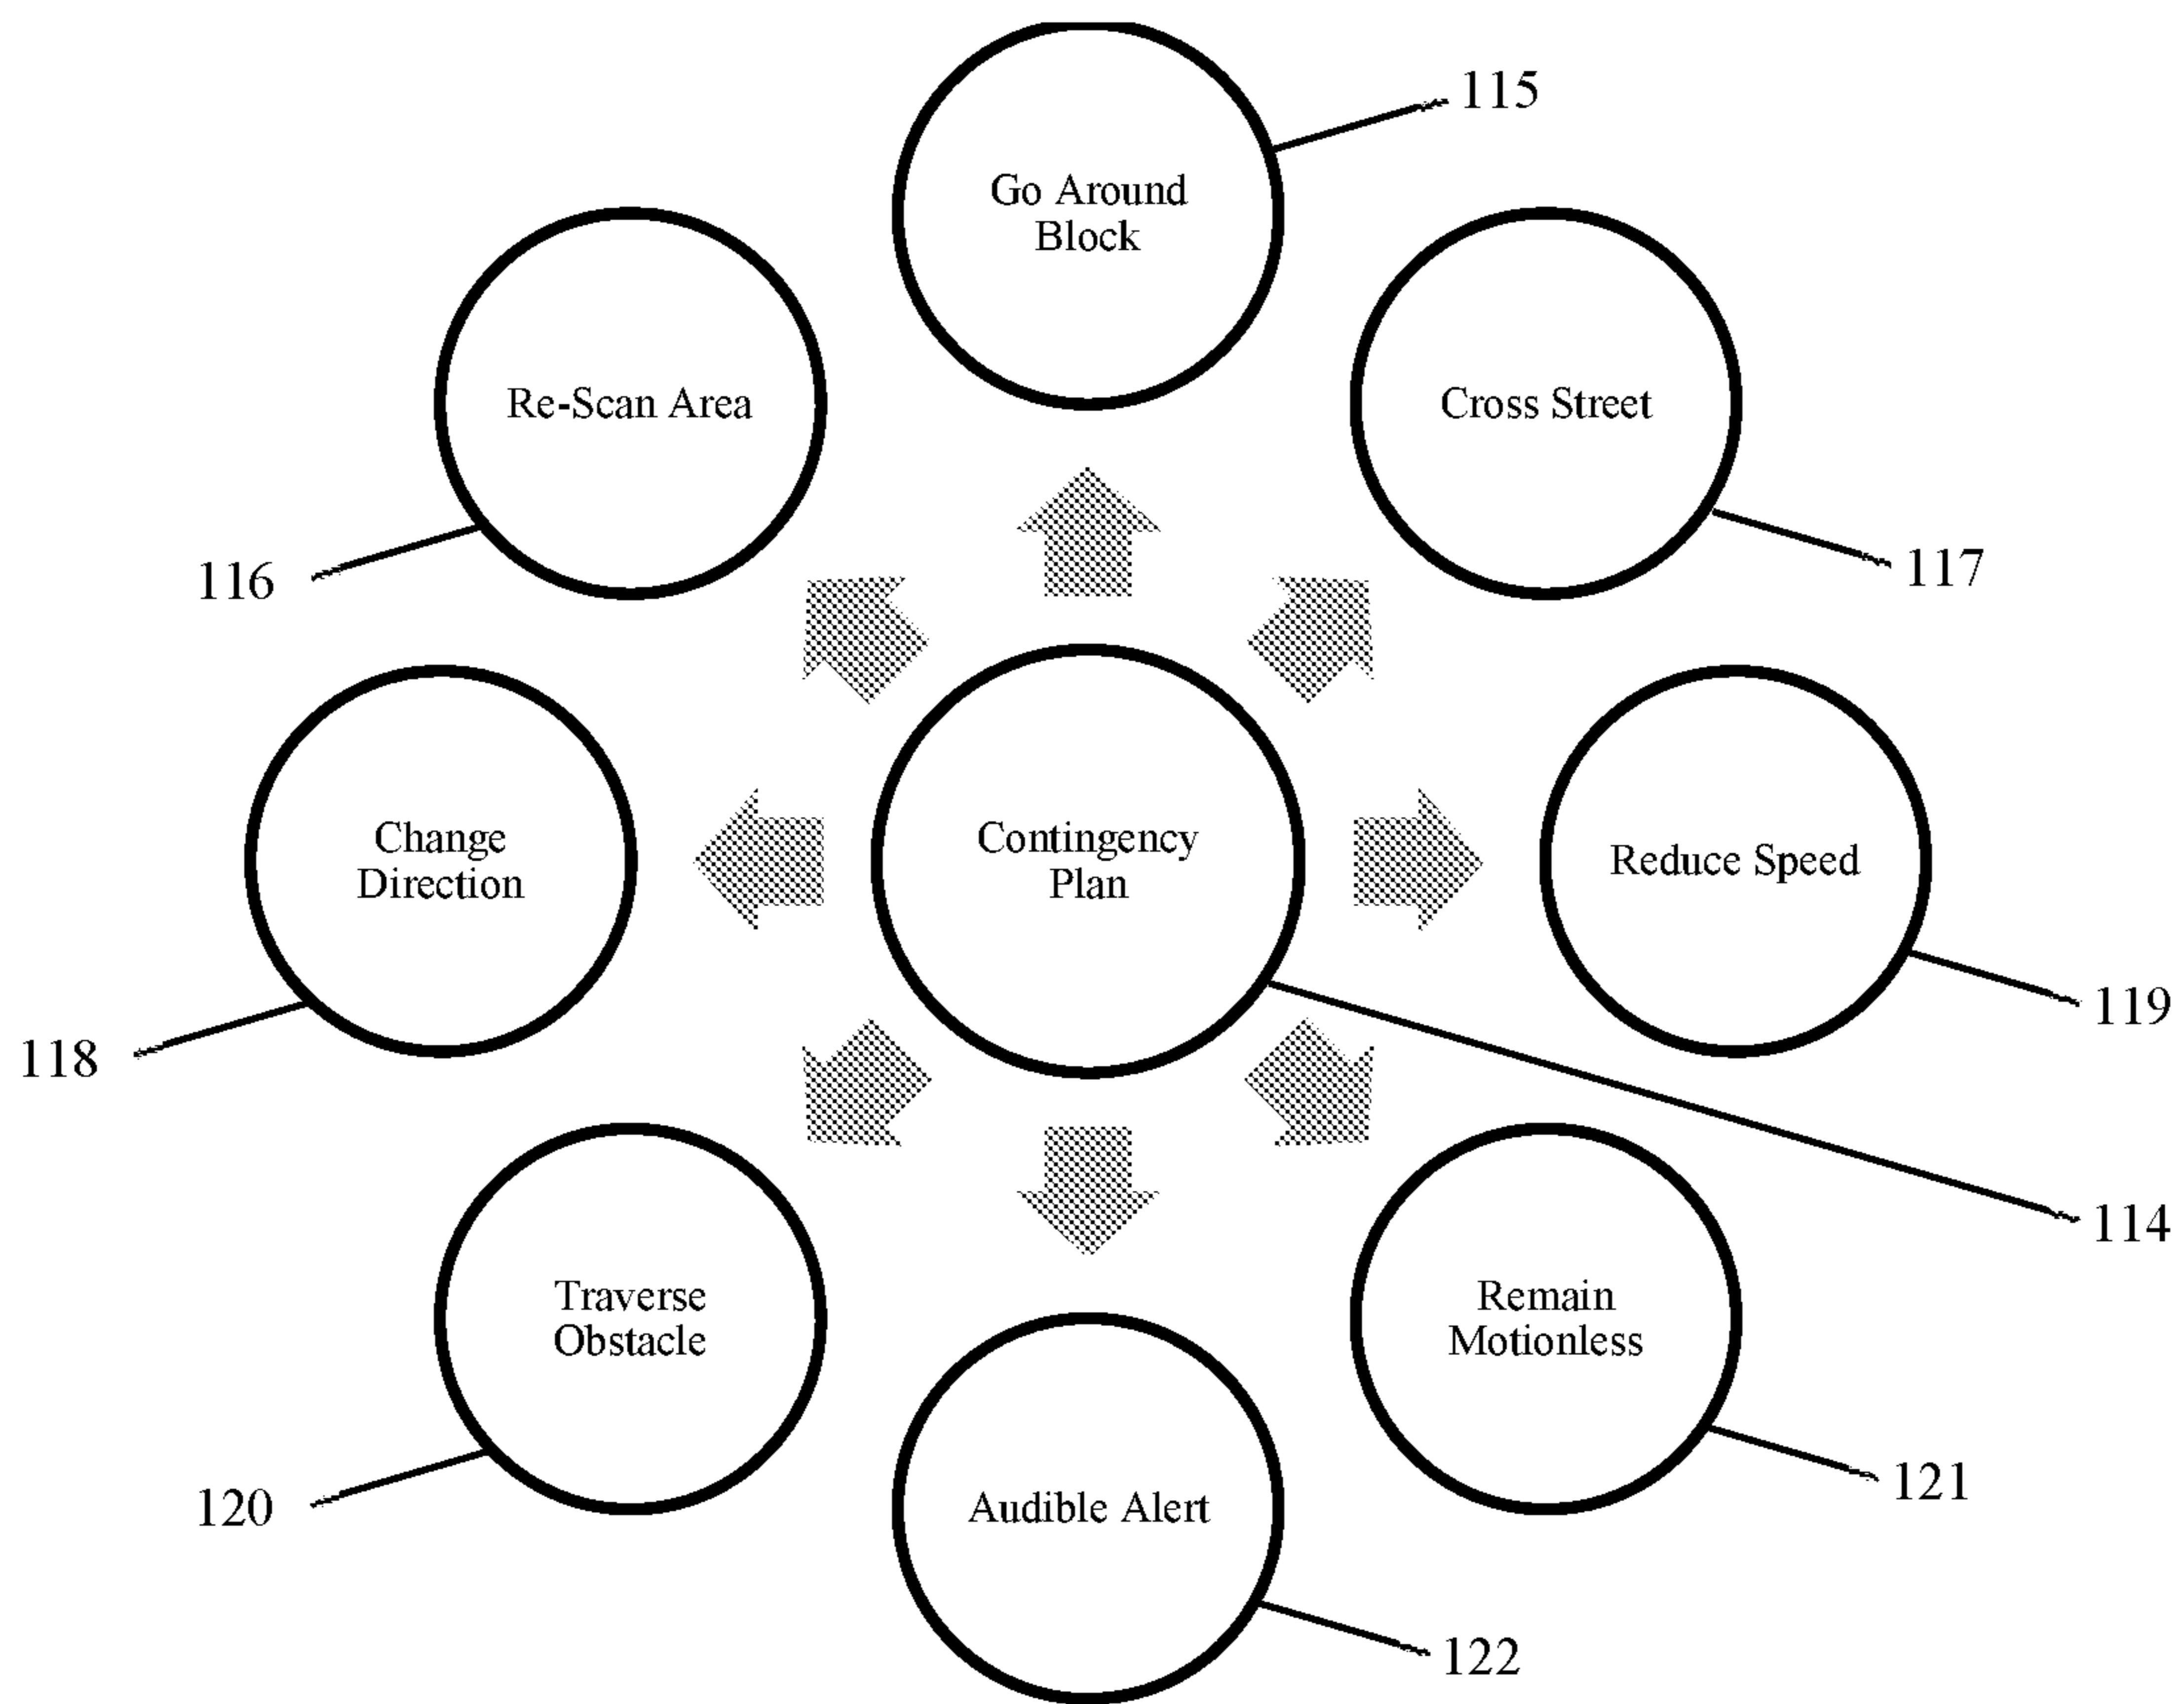 115
Go Around
Block
Re-Scan Area
Cross Street
116
117
Change
Direction
Contingency
Plan
Reduce Speed
118
119
114
Traverse
Obstacle
Remain
Motionless
120
Audible Alert
121
122